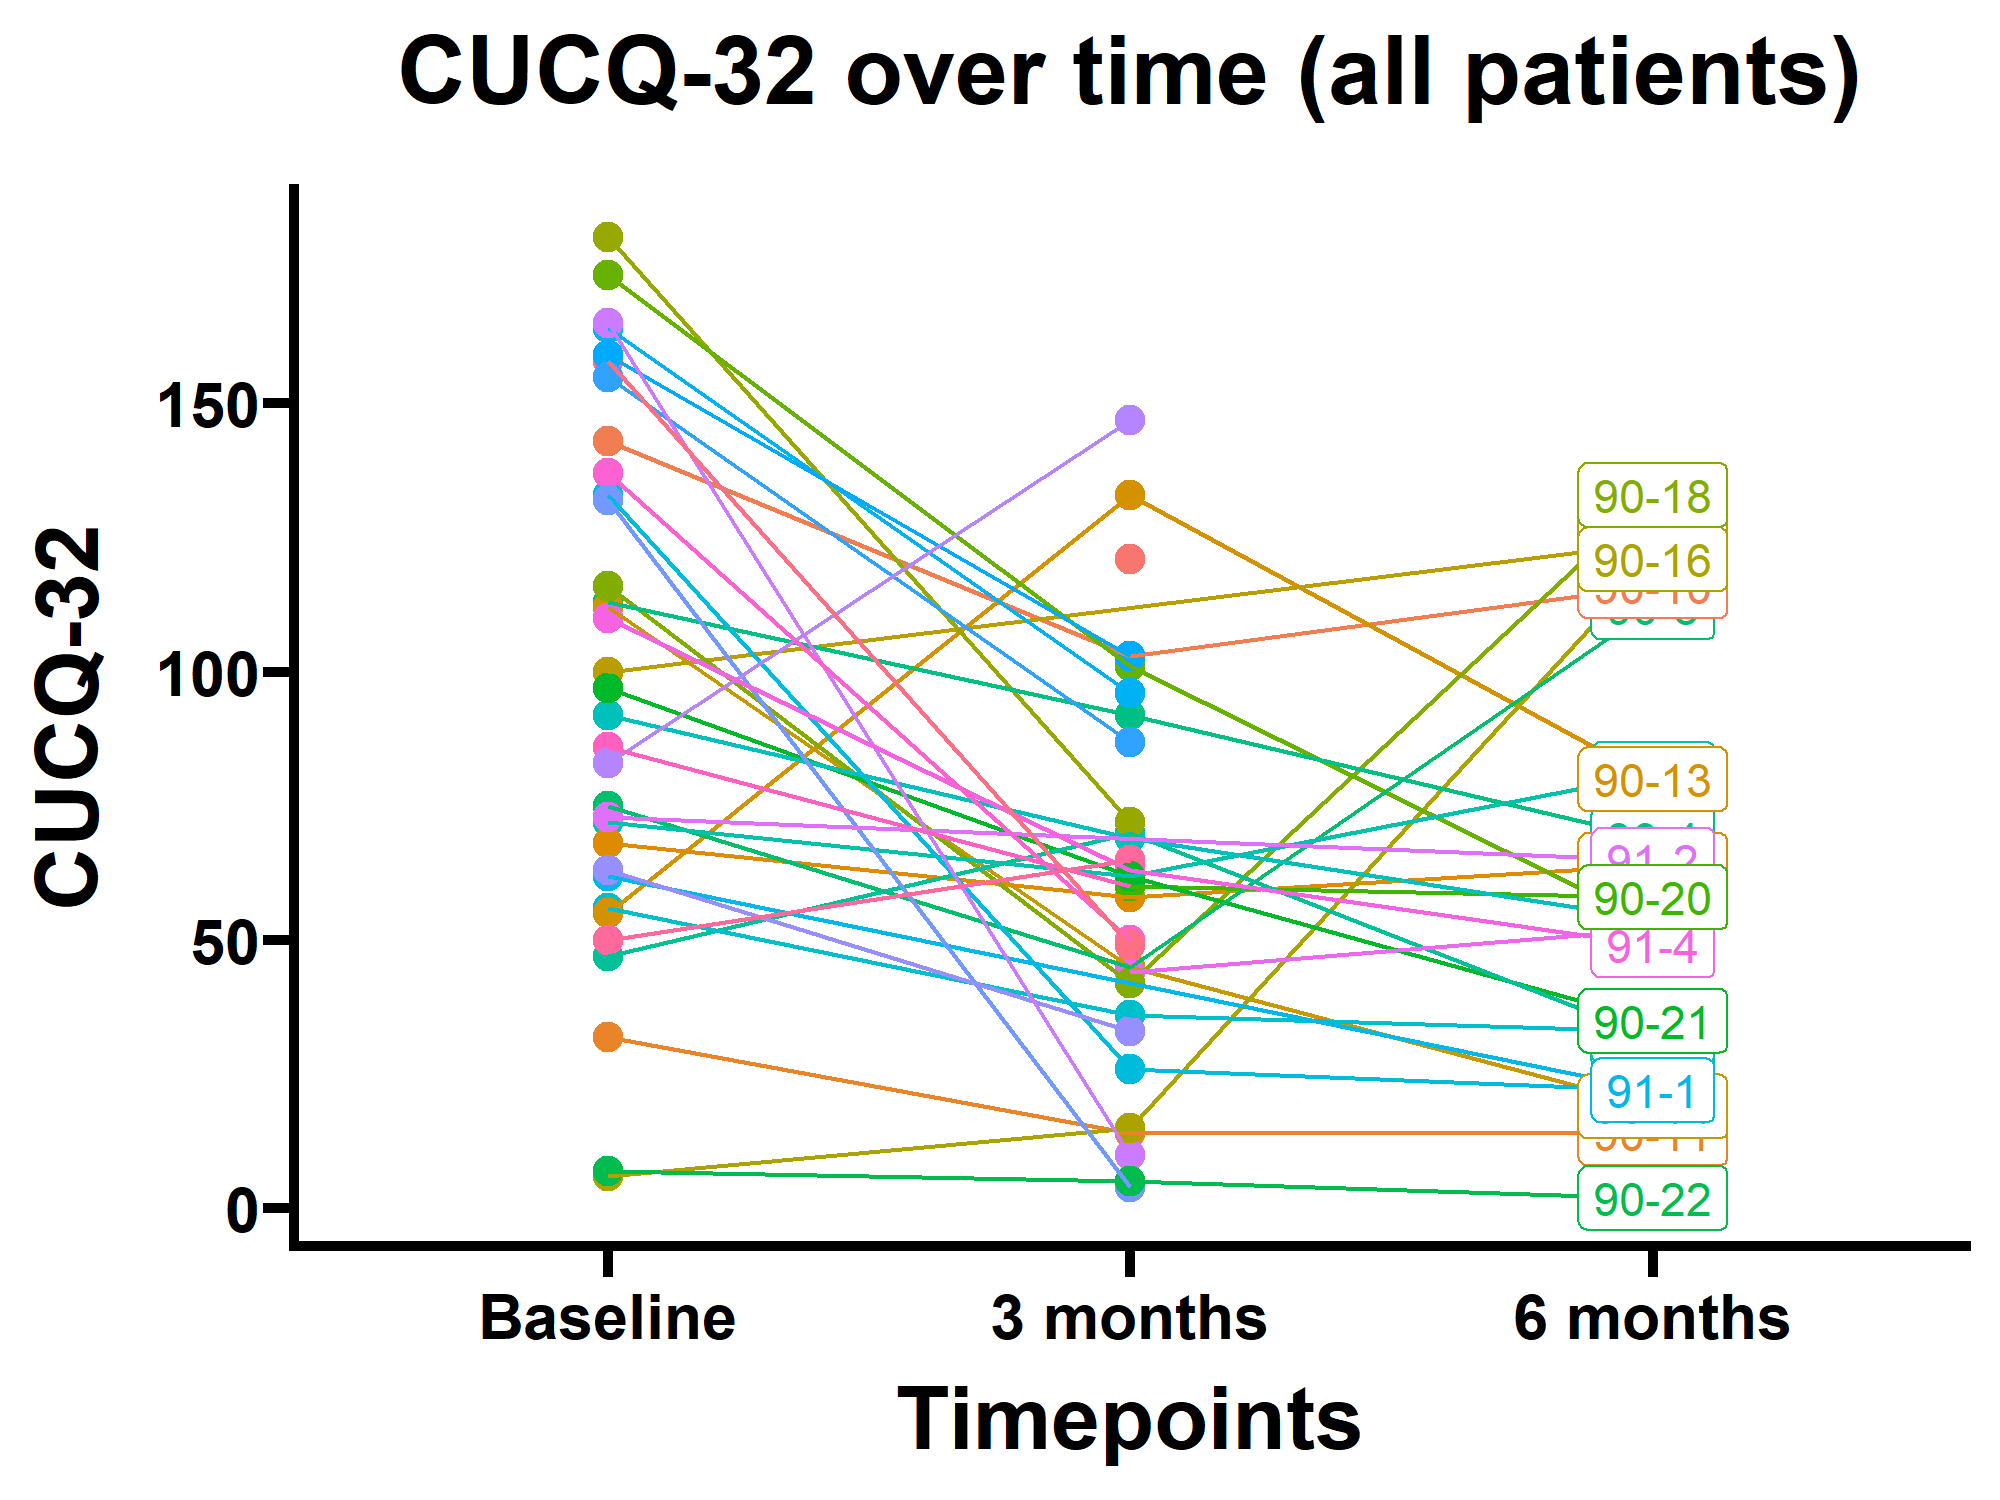 CUCQ-32 over time (all patients)
CUCQ-32
150
100
50
0
90-18
90-16
90-13
91-2
90-20
91-4
90-21
91-1
90-22
Baseline
3 months
6 months
Timepoints